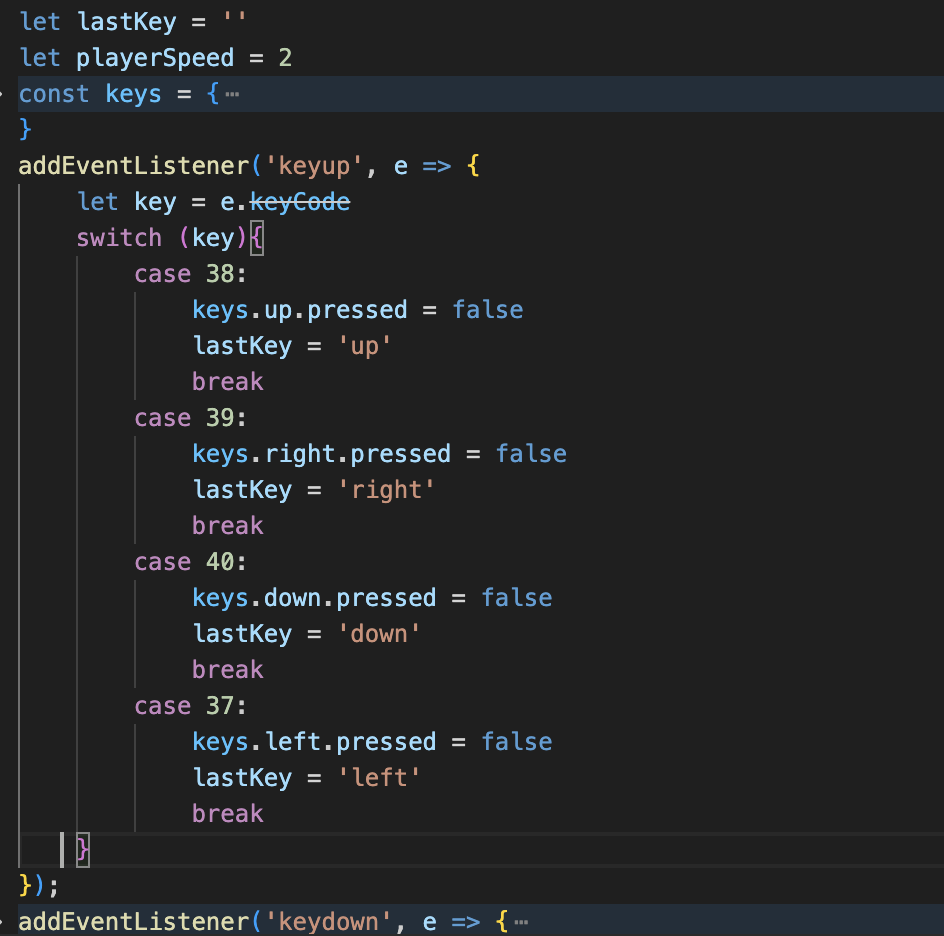 let lastKey = ''
let playerSpeed = 2
const keys = {⋯
}
addEventListener('keyup', e => {
    let key = e.keyCode
    switch (key){
        case 38:
            keys.up.pressed = false
            lastKey = 'up'
            break
        case 39:
            keys.right.pressed = false
            lastKey = 'right'
            break
        case 40:
            keys.down.pressed = false
            lastKey = 'down'
            break
        case 37:
            keys.left.pressed = false
            lastKey = 'left'
            break
    }
});
addEventListener('keydown', e => {⋯